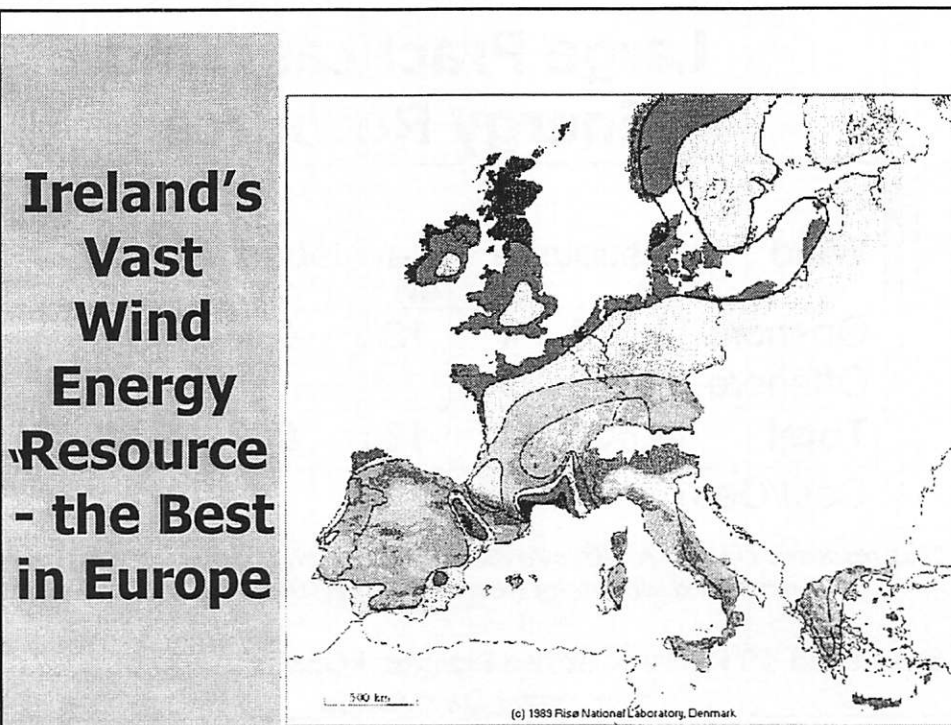 Ireland's
Vast
Wind
Energy
Resource
- the Best
in Europe
500 km
(c) 1989 Risø National Laboratory, Denmark.